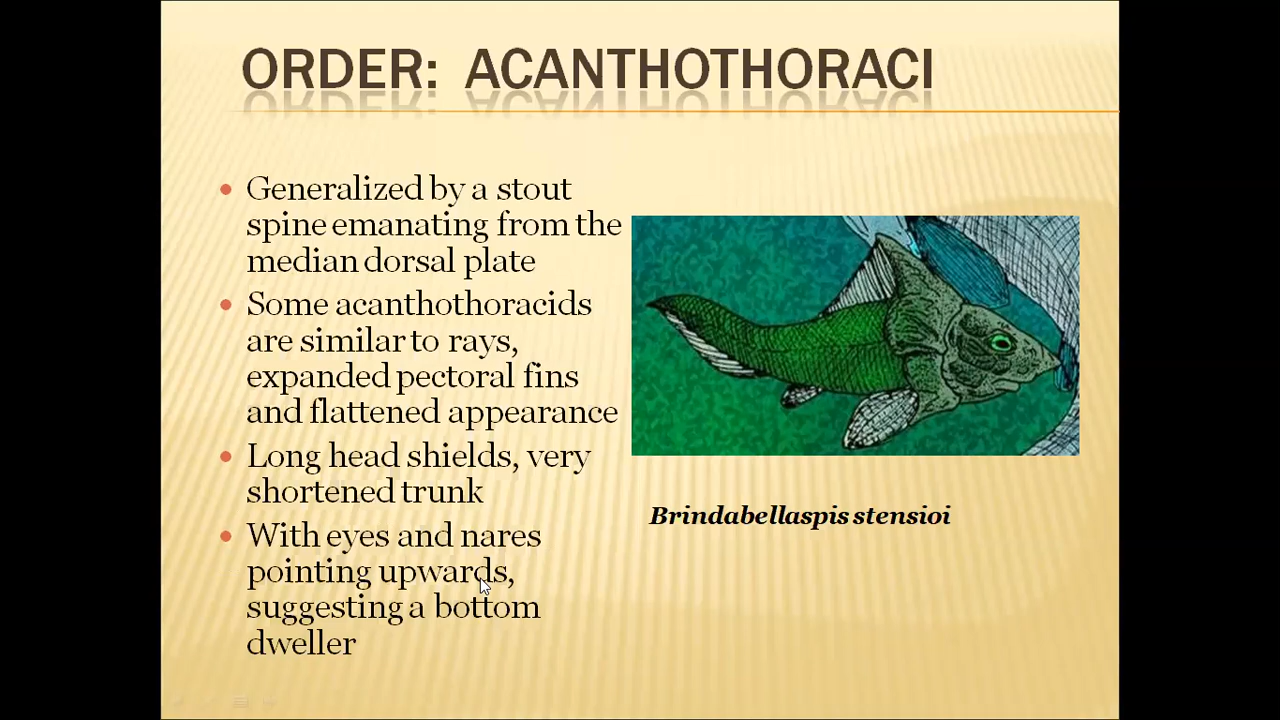 ORDER: ACANTHOTHORACI
Generalized by a stout
spine emanating from the
median dorsal plate
Some acanthothoracids
are similar to rays,
expanded pectoral fins
and flattened appearance
Long head shields, very
shortened trunk
With eyes and nares
pointing upwards,
suggesting a bottom
dweller
Brindabellaspis stensioi